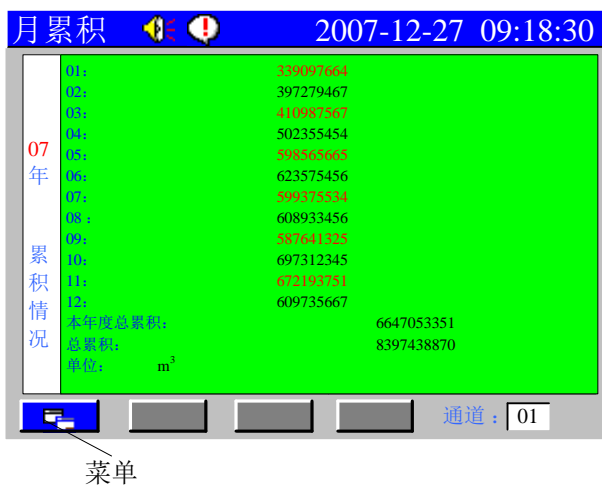 月累积 2007-12-27 09:18:30
07
年
累
积
情
况
01: 339097664
02: 397279467
03: 410987567
04: 502355454
05: 598565665
06: 623575456
07: 599375534
08 : 608933456
09: 587641325
10: 697312345
11: 672193751
12: 609735667
本年度总累积: 6647053351
总累积: 8397438870
单位: m³
通道 : 01
菜单